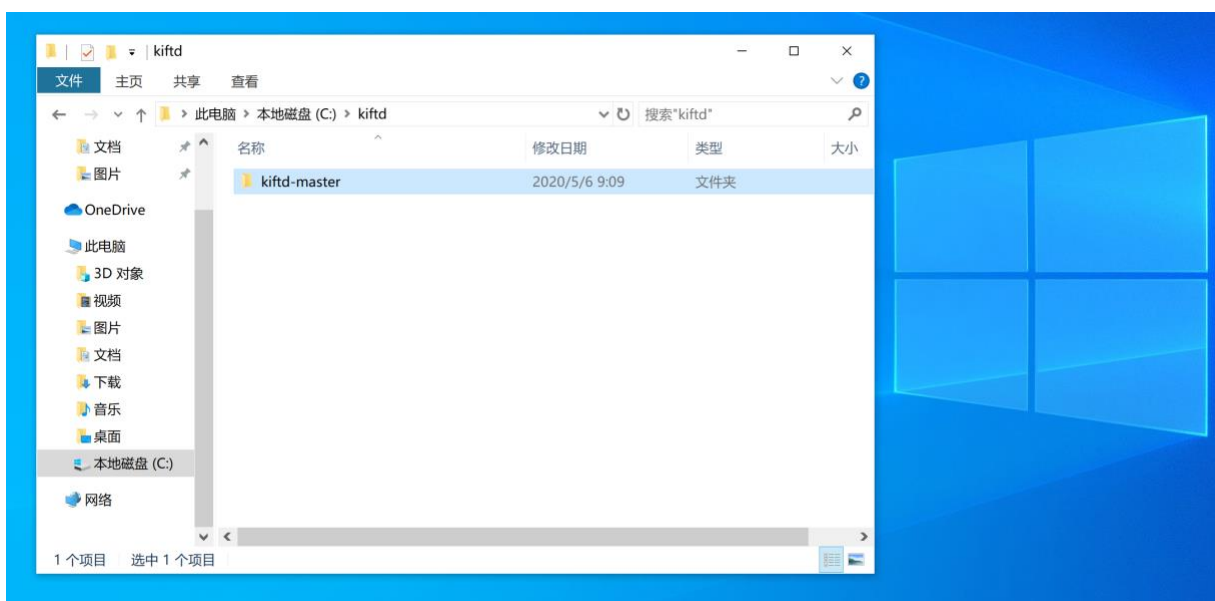 kiftd
文件 主页 共享 查看
此电脑 > 本地磁盘 (C:) > kiftd 搜索"kiftd"
名称 修改日期 类型 大小
kiftd-master 2020/5/6 9:09 文件夹
文档
图片
OneDrive
此电脑
3D 对象
视频
图片
文档
下载
音乐
桌面
本地磁盘 (C:)
网络
1 个项目 选中 1 个项目